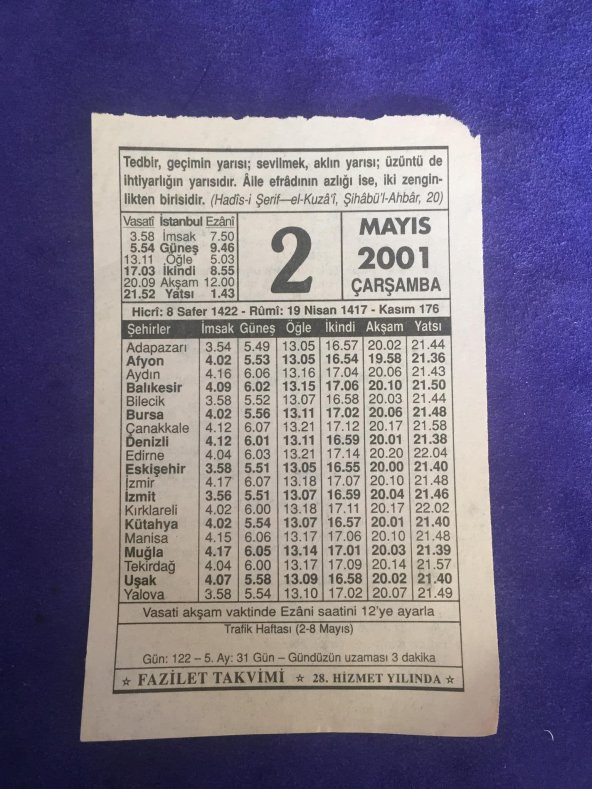 Tedbir, geçimin yarısı; sevilmek, aklın yarısı; üzüntü de
ihtiyarlığın yarısıdır. Âile efrâdının azlığı ise, iki zengin-
likten birisidir. (Hadîs-i Şerif—el-Kuzâ'î, Şihâbü'l-Ahbâr, 20)
Vasatî İstanbul Ezânî
3.58 İmsak 7.50
5.54 Güneş 9.46
13.11 Öğle 5.03
17.03 İkindi 8.55
20.09 Akşam 12.00
21.52 Yatsı 1.43
2
MAYIS
2001
ÇARŞAMBA
Hicrî: 8 Safer 1422 - Rûmî: 19 Nisan 1417 - Kasım 176
Şehirler İmsak Güneş Öğle İkindi Akşam Yatsı
Adapazarı 3.54 5.49 13.05 16.57 20.02 21.44
Afyon 4.02 5.53 13.05 16.54 19.58 21.36
Aydın 4.16 6.06 13.16 17.04 20.06 21.43
Balıkesir 4.09 6.02 13.15 17.06 20.10 21.50
Bilecik 3.58 5.52 13.07 16.58 20.03 21.44
Bursa 4.02 5.56 13.11 17.02 20.06 21.48
Çanakkale 4.12 6.07 13.21 17.12 20.17 21.58
Denizli 4.12 6.01 13.11 16.59 20.01 21.38
Edirne 4.04 6.03 13.21 17.14 20.20 22.04
Eskişehir 3.58 5.51 13.05 16.55 20.00 21.40
İzmir 4.17 6.07 13.18 17.07 20.10 21.48
İzmit 3.56 5.51 13.07 16.59 20.04 21.46
Kırklareli 4.02 6.00 13.18 17.11 20.17 22.02
Kütahya 4.02 5.54 13.07 16.57 20.01 21.40
Manisa 4.15 6.06 13.17 17.06 20.10 21.48
Muğla 4.17 6.05 13.14 17.01 20.03 21.39
Tekirdağ 4.04 6.00 13.17 17.09 20.14 21.57
Uşak 4.07 5.58 13.09 16.58 20.02 21.40
Yalova 3.58 5.54 13.10 17.02 20.07 21.49
Vasati akşam vaktinde Ezâni saatini 12'ye ayarla
Trafik Haftası (2-8 Mayıs)
Gün: 122 – 5. Ay: 31 Gün – Gündüzün uzaması 3 dakika
☆ FAZİLET TAKVİMİ ☆ 28. HİZMET YILINDA ☆